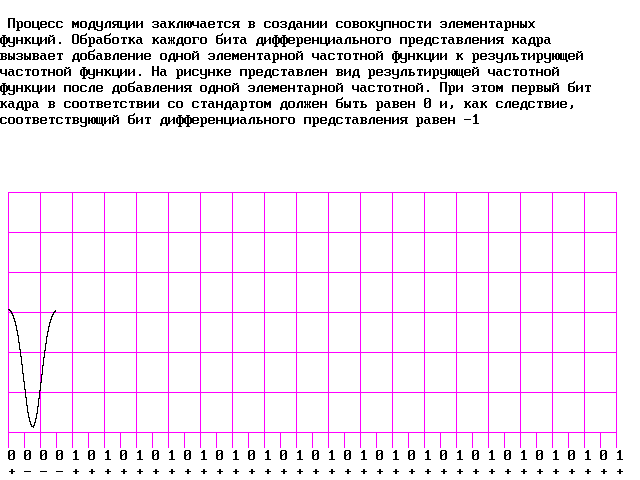 Процесс модуляции заключается в создании совокупности элементарных
функций. Обработка каждого бита дифференциального представления кадра
вызывает добавление одной элементарной частотной функции к результирующей
частотной функции. На рисунке представлен вид результирующей частотной
функции после добавления одной элементарной частотной. При этом первый бит
кадра в соответствии со стандартом должен быть равен 0 и, как следствие,
соответствующий бит дифференциального представления равен -1
0 0 0 0 1 0 1 0 1 0 1 0 1 0 1 0 1 0 1 0 1 0 1 0 1 0 1 0 1 0 1 0 1 0 1 0 1 0 1
+ - - - + + + + + + + + + + + + + + + + + + + + + + + + + + + + + + + + + + +